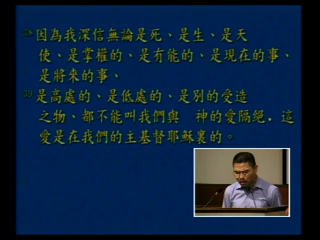 38因為我深信無論是死、是生、是天
使、是掌權的、是有能的、是現在的事、
是將來的事、
39是高處的、是低處的、是別的受造
之物、都不能叫我們與　神的愛隔絕．這
愛是在我們的主基督耶穌裏的。